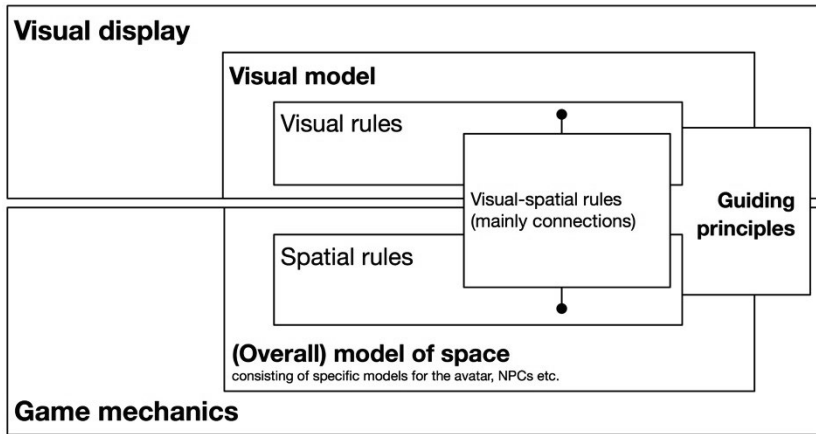 Visual display
Visual model
Visual rules
Visual-spatial rules
(mainly connections)
Guiding
principles
Spatial rules
(Overall) model of space
consisting of specific models for the avatar, NPCs etc.
Game mechanics